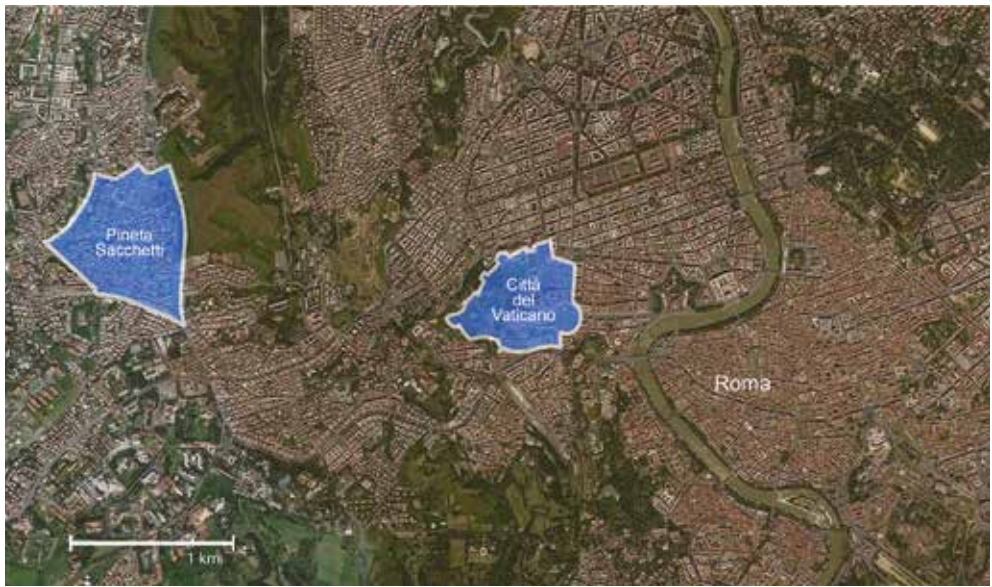 Pineta
Sacchetti
Città
del
Vaticano
Roma
1 km